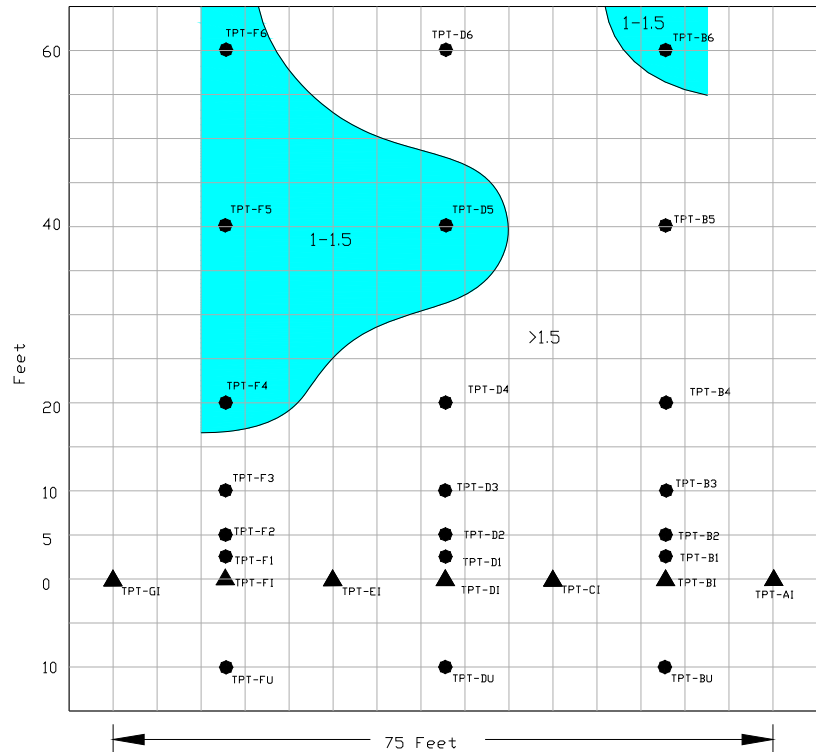 1-1.5
TPT-F6
TPT-D6
TPT-B6
60
TPT-F5
TPT-D5
TPT-B5
40
1-1.5
>1.5
Feet
TPT-F4
TPT-D4
TPT-B4
20
TPT-F3
TPT-D3
TPT-B3
10
TPT-F2
TPT-D2
TPT-B2
5
TPT-F1
TPT-D1
TPT-B1
0
TPT-GI
TPT-FI
TPT-EI
TPT-DI
TPT-CI
TPT-BI
TPT-AI
10
TPT-FU
TPT-DU
TPT-BU
75 Feet